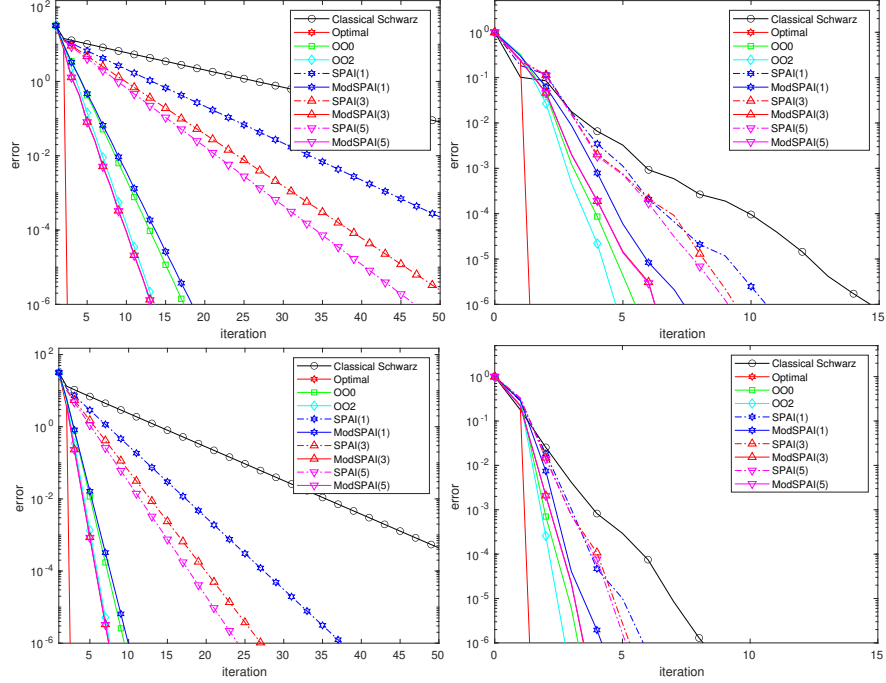 10^2
10^0
10^-2
10^-4
10^-6
error
5 10 15 20 25 30 35 40 45 50
iteration
Classical Schwarz
Optimal
OO0
OO2
SPAI(1)
ModSPAI(1)
SPAI(3)
ModSPAI(3)
SPAI(5)
ModSPAI(5)
10^0
10^-1
10^-2
10^-3
10^-4
10^-5
10^-6
error
0 5 10 15
iteration
Classical Schwarz
Optimal
OO0
OO2
SPAI(1)
ModSPAI(1)
SPAI(3)
ModSPAI(3)
SPAI(5)
ModSPAI(5)
10^2
10^0
10^-2
10^-4
10^-6
error
5 10 15 20 25 30 35 40 45 50
iteration
Classical Schwarz
Optimal
OO0
OO2
SPAI(1)
ModSPAI(1)
SPAI(3)
ModSPAI(3)
SPAI(5)
ModSPAI(5)
10^0
10^-1
10^-2
10^-3
10^-4
10^-5
10^-6
error
0 5 10 15
iteration
Classical Schwarz
Optimal
OO0
OO2
SPAI(1)
ModSPAI(1)
SPAI(3)
ModSPAI(3)
SPAI(5)
ModSPAI(5)